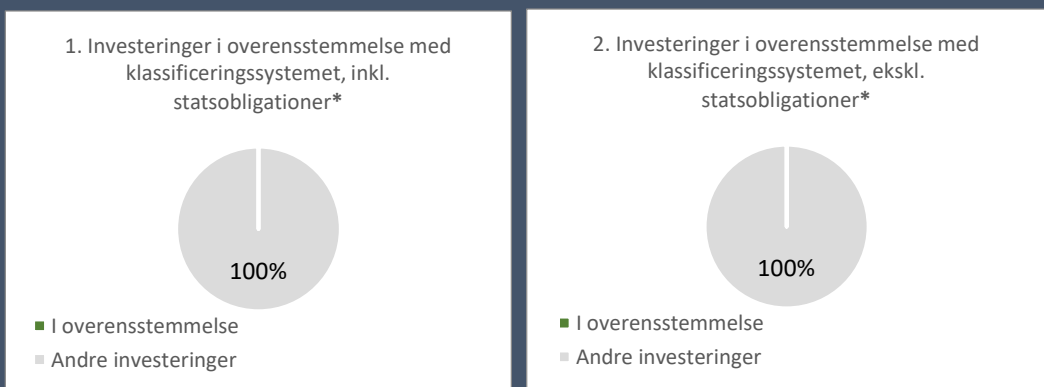 1. Investeringer i overensstemmelse med
klassificeringssystemet, inkl.
statsobligationer*
100%
I overensstemmelse
Andre investeringer
2. Investeringer i overensstemmelse med
klassificeringssystemet, ekskl.
statsobligationer*
100%
I overensstemmelse
Andre investeringer